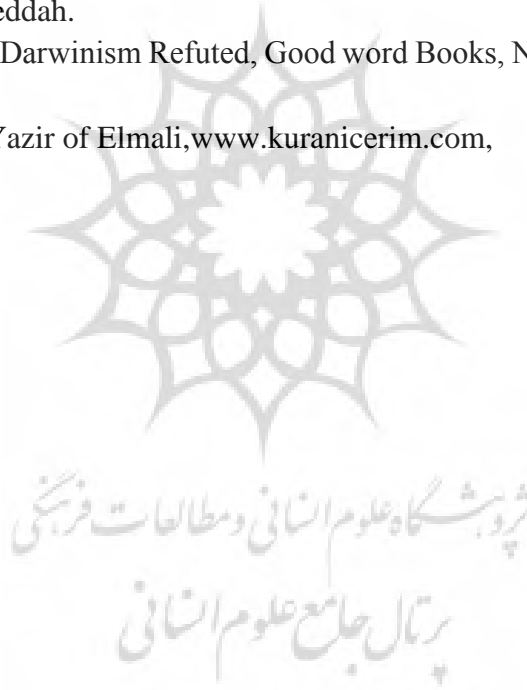 eddah.
Darwinism Refuted, Good word Books, N
Yazir of Elmali,www.kuranicerim.com,
پژوهشگاه علوم انسانی و مطالعات فرہنگی
پرتال جامع علوم انسانی